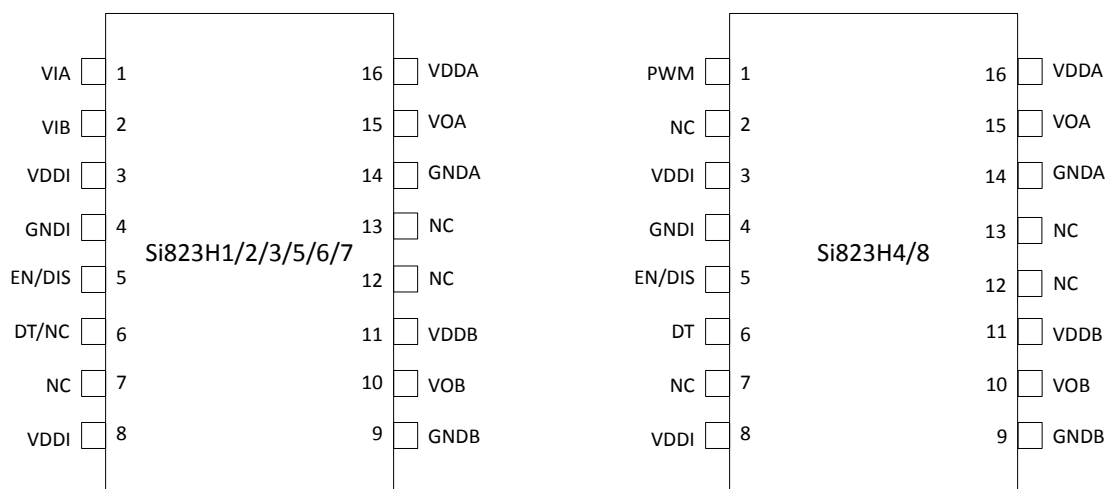 VIA 1 16 VDDA
VIB 2 15 VOA
VDDI 3 14 GNDA
GNDI 4 13 NC
Si823H1/2/3/5/6/7
EN/DIS 5 12 NC
DT/NC 6 11 VDDB
NC 7 10 VOB
VDDI 8 9 GNDB
PWM 1 16 VDDA
NC 2 15 VOA
VDDI 3 14 GNDA
GNDI 4 13 NC
Si823H4/8
EN/DIS 5 12 NC
DT 6 11 VDDB
NC 7 10 VOB
VDDI 8 9 GNDB